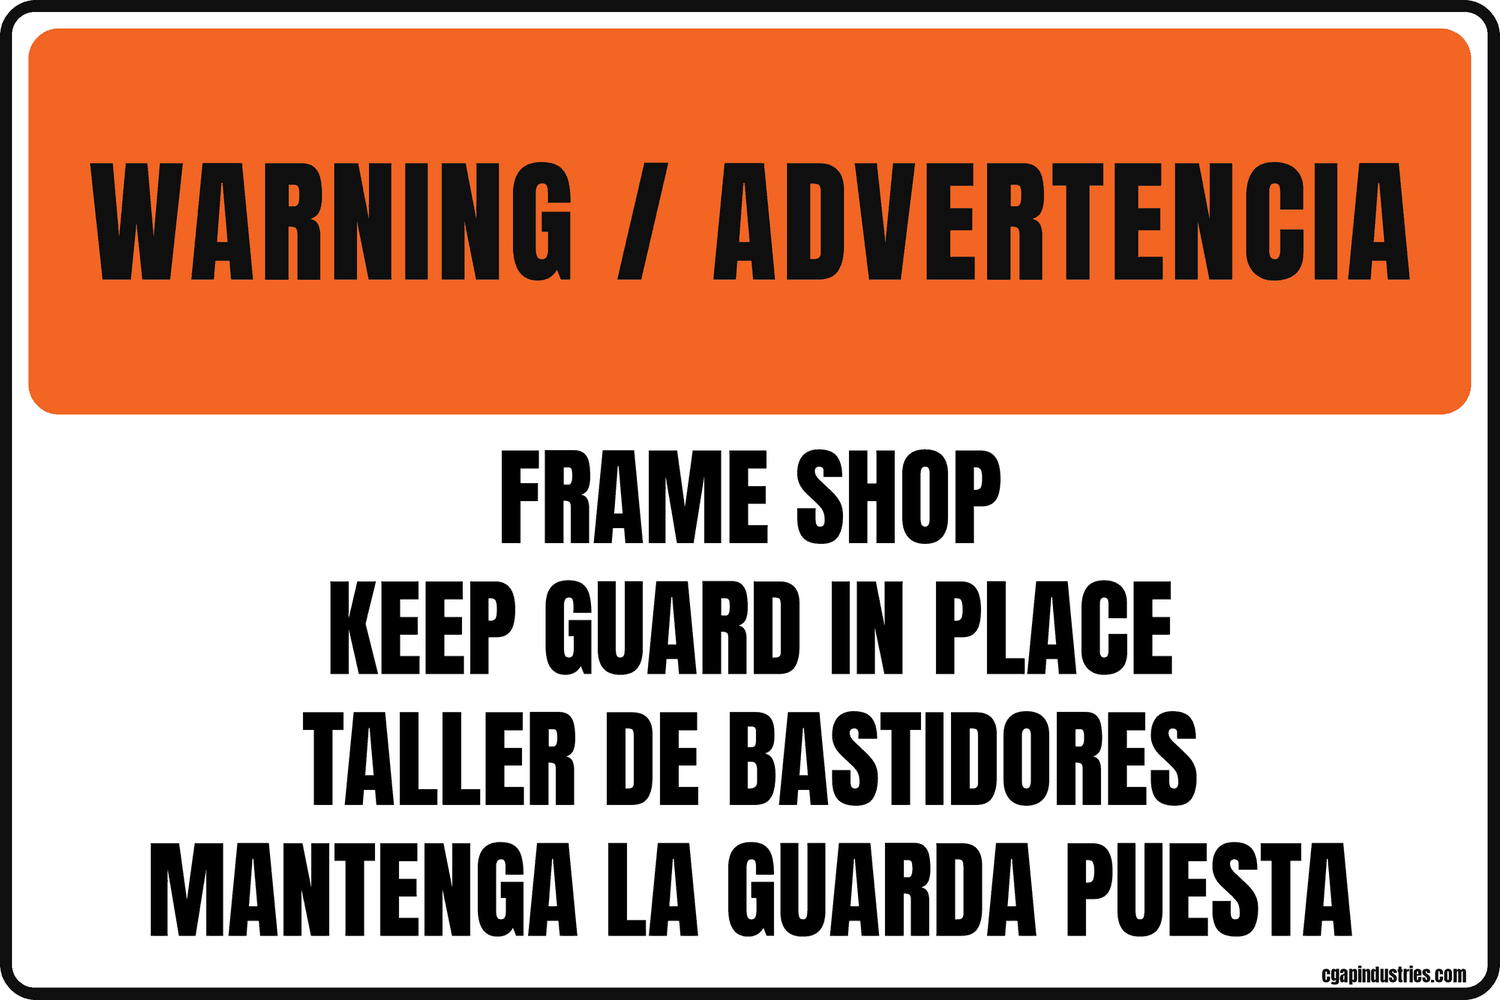 WARNING / ADVERTENCIA
FRAME SHOP
KEEP GUARD IN PLACE
TALLER DE BASTIDORES
MANTENGA LA GUARDA PUESTA
cgapindustries.com